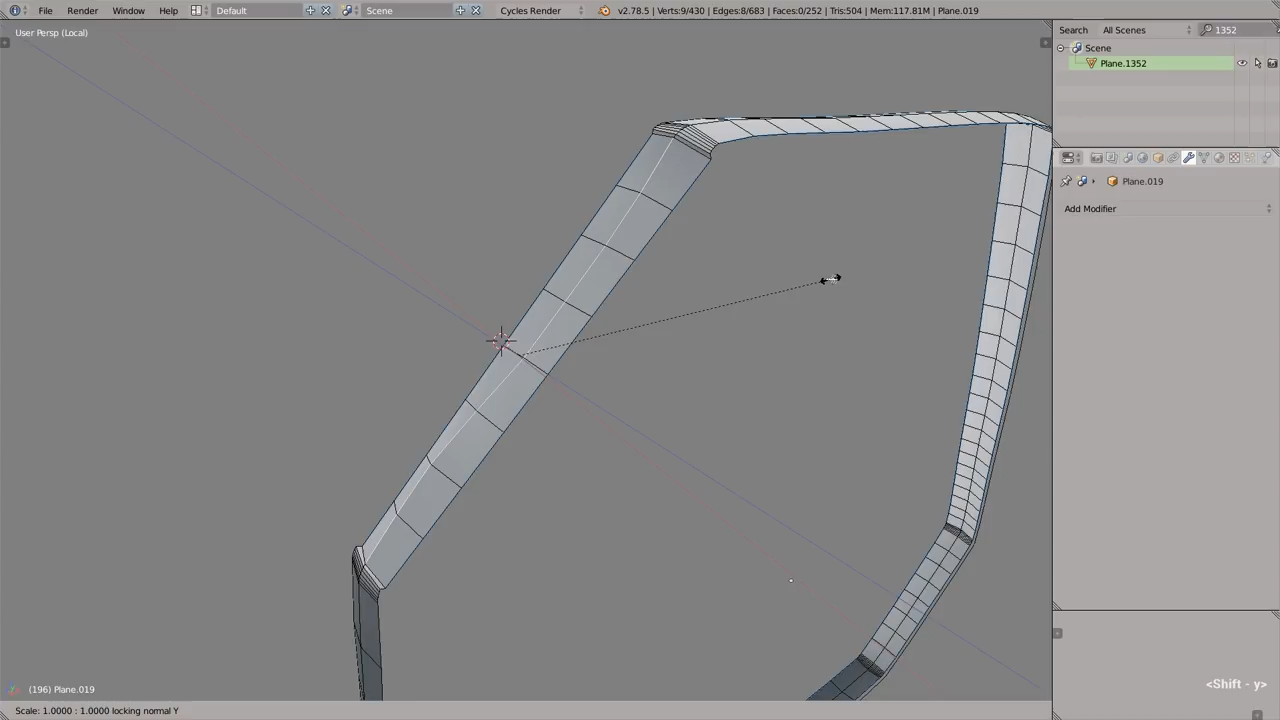 File Render Window Help Default Scene Cycles Render v2.78.5 | Verts:9/430 | Edges:8/683 | Faces:0/252 | Tris:504 | Mem:117.81M | Plane.019
User Persp (Local)
Search All Scenes 1352
Scene
Plane.1352
Plane.019
Add Modifier
<Shift - y>
(196) Plane.019
Scale: 1.0000 : 1.0000 locking normal Y